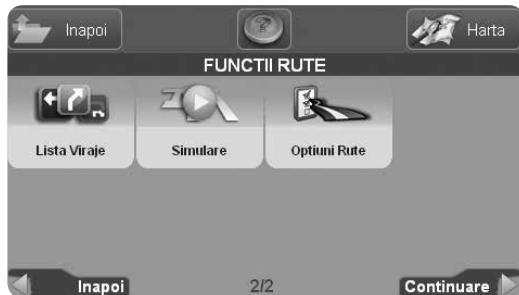 Inapoi
Harta
FUNCTII RUTE
Lista Viraje
Simulare
Optiuni Rute
Inapoi
2/2
Continuare